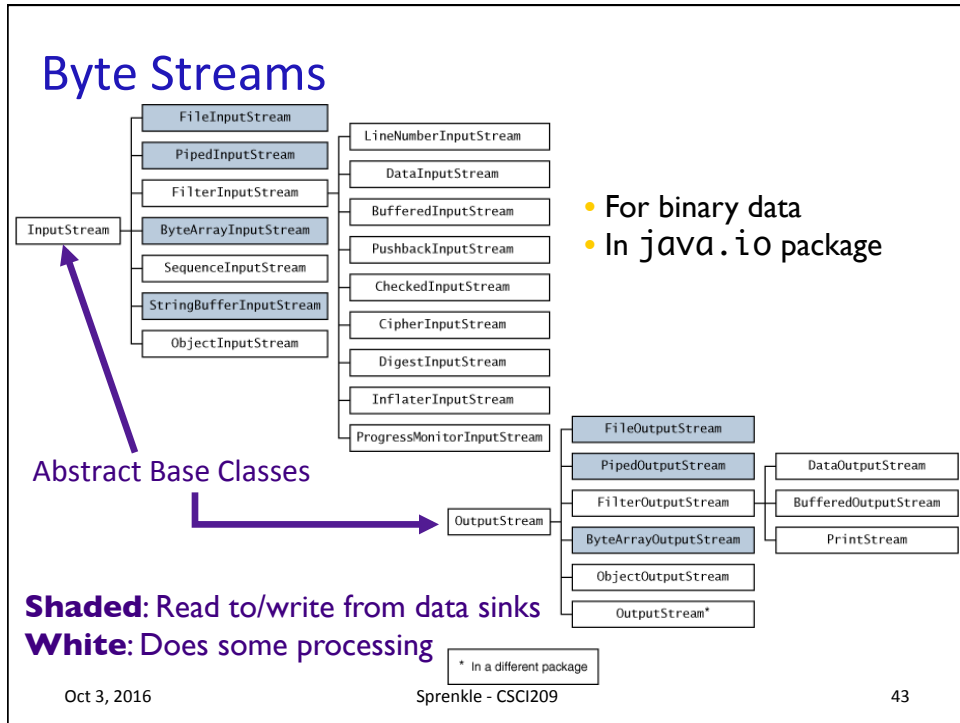 Byte Streams
InputStream
FileInputStream
PipedInputStream
FilterInputStream
ByteArrayInputStream
SequenceInputStream
StringBufferInputStream
ObjectInputStream
LineNumberInputStream
DataInputStream
BufferedInputStream
PushbackInputStream
CheckedInputStream
CipherInputStream
DigestInputStream
InflaterInputStream
ProgressMonitorInputStream
• For binary data
• In java.io package
Abstract Base Classes
OutputStream
FileOutputStream
PipedOutputStream
FilterOutputStream
ByteArrayOutputStream
ObjectOutputStream
OutputStream*
DataOutputStream
BufferedOutputStream
PrintStream
Shaded: Read to/write from data sinks
White: Does some processing
* In a different package
Oct 3, 2016
Sprenkle - CSCI209
43